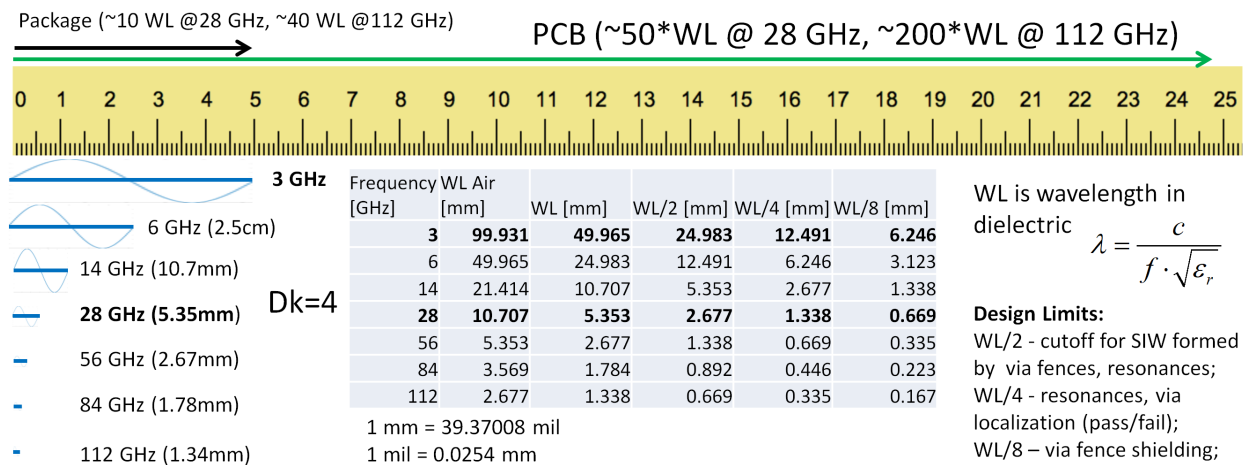 Package (~10 WL @28 GHz, ~40 WL @112 GHz)
PCB (~50*WL @ 28 GHz, ~200*WL @ 112 GHz)
0 1 2 3 4 5 6 7 8 9 10 11 12 13 14 15 16 17 18 19 20 21 22 23 24 25
3 GHz
6 GHz (2.5cm)
14 GHz (10.7mm)
28 GHz (5.35mm)
56 GHz (2.67mm)
84 GHz (1.78mm)
112 GHz (1.34mm)
Dk=4
Frequency WL Air
[GHz] [mm] WL [mm] WL/2 [mm] WL/4 [mm] WL/8 [mm]
3 99.931 49.965 24.983 12.491 6.246
6 49.965 24.983 12.491 6.246 3.123
14 21.414 10.707 5.353 2.677 1.338
28 10.707 5.353 2.677 1.338 0.669
56 5.353 2.677 1.338 0.669 0.335
84 3.569 1.784 0.892 0.446 0.223
112 2.677 1.338 0.669 0.335 0.167
1 mm = 39.37008 mil
1 mil = 0.0254 mm
WL is wavelength in
dielectric
λ = c / (f · √εr)
Design Limits:
WL/2 - cutoff for SIW formed
by via fences, resonances;
WL/4 - resonances, via
localization (pass/fail);
WL/8 – via fence shielding;